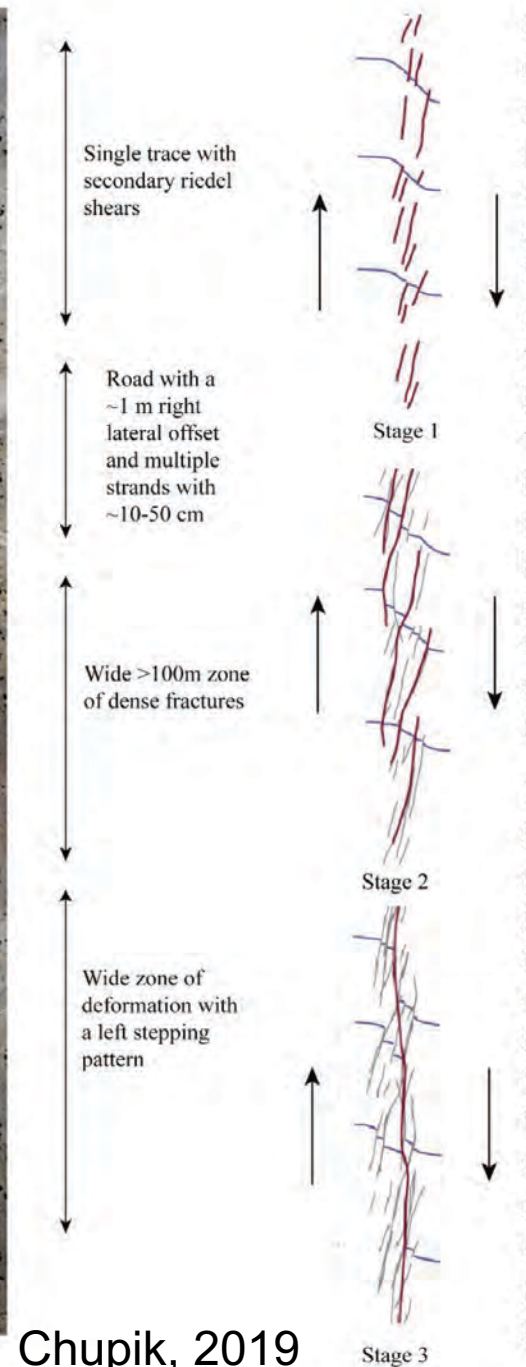 Single trace with
secondary riedel
shears
Road with a
~1 m right
lateral offset
and multiple
strands with
~10-50 cm
Stage 1
Wide >100m zone
of dense fractures
Stage 2
Wide zone of
deformation with
a left stepping
pattern
Chupik, 2019
Stage 3